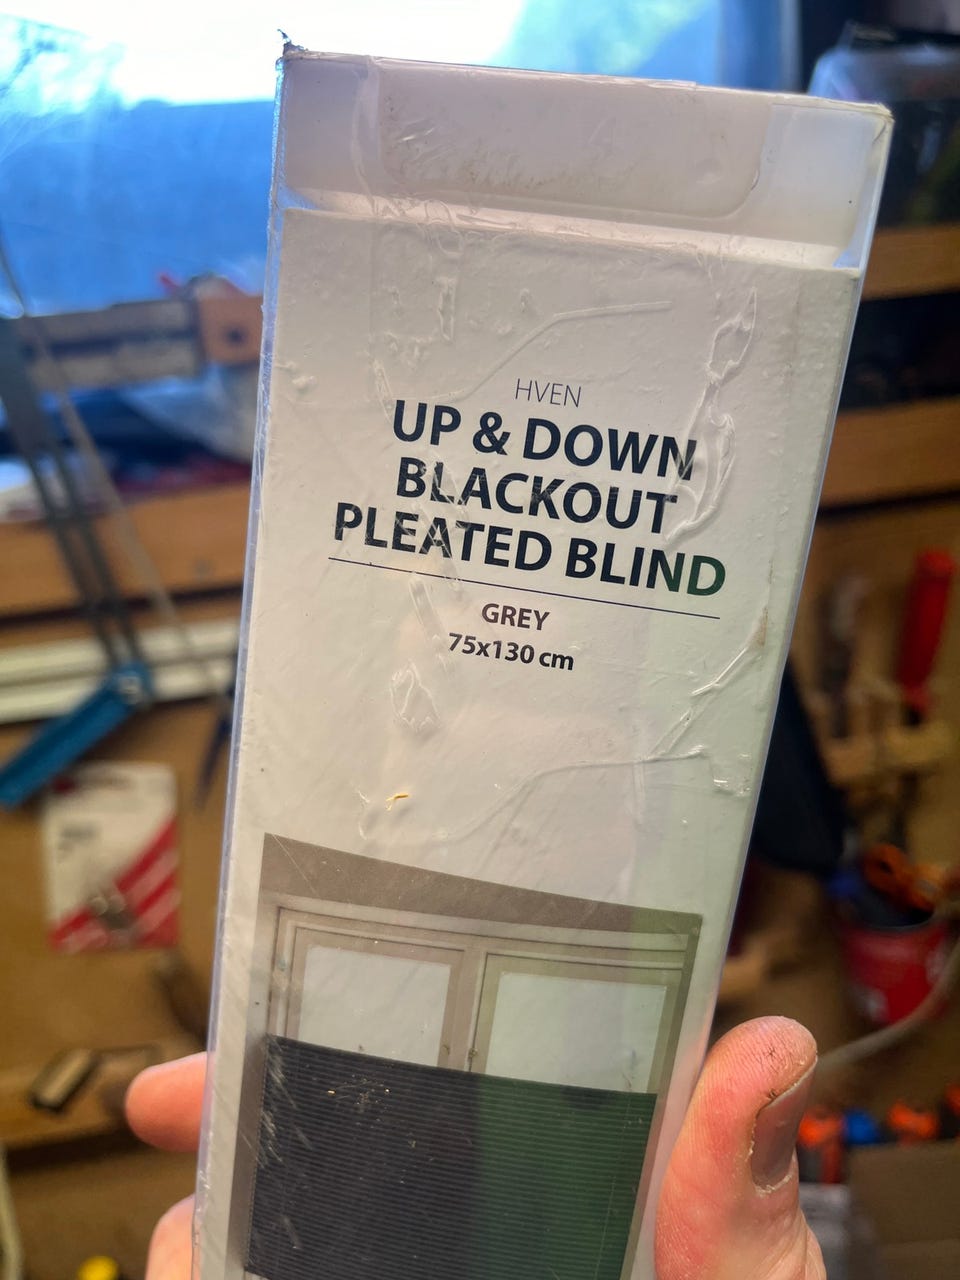 HVEN
UP & DOWN
BLACKOUT
PLEATED BLIND
GREY
75x130 cm